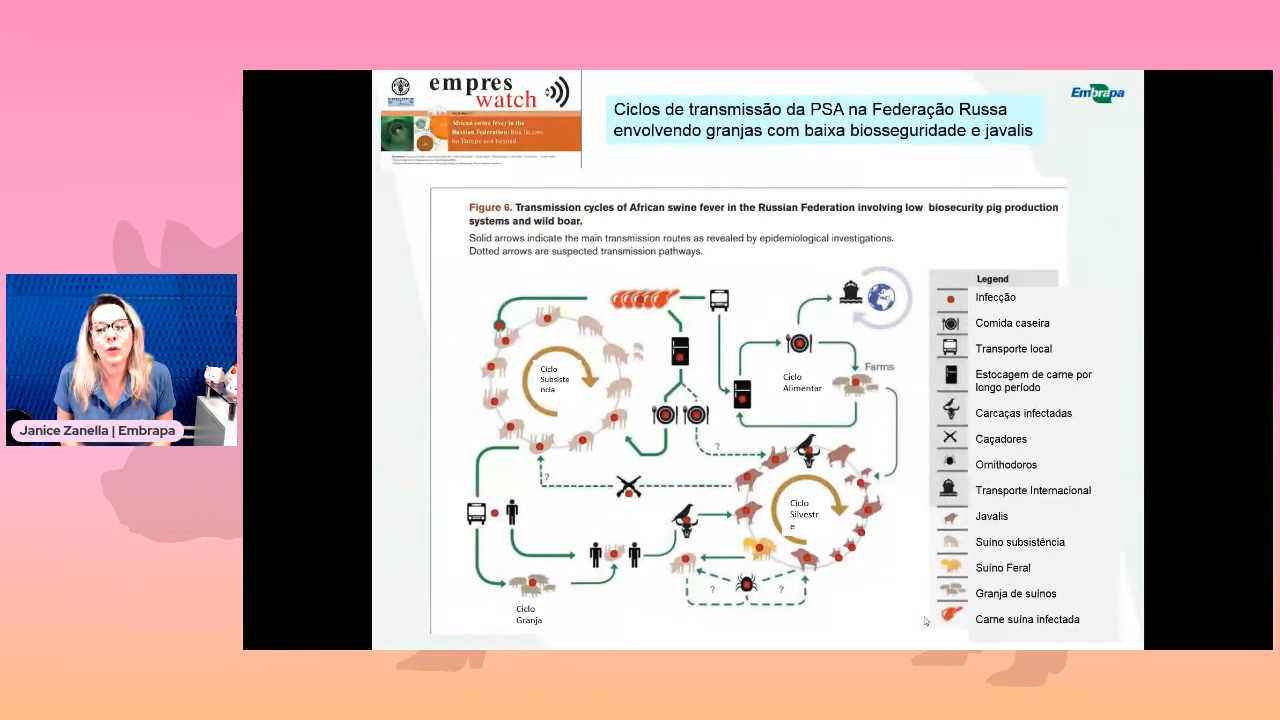 empres
watch
African swine fever in the
Russian Federation: Risk factors
for Europe and beyond
Embrapa
Ciclos de transmissão da PSA na Federação Russa
envolvendo granjas com baixa biosseguridade e javalis
Figure 6. Transmission cycles of African swine fever in the Russian Federation involving low biosecurity pig production
systems and wild boar.
Solid arrows indicate the main transmission routes as revealed by epidemiological investigations.
Dotted arrows are suspected transmission pathways.
Ciclo
Subsiste
ncia
Ciclo
Alimentar
Farms
?
?
Ciclo
Silvestr
e
?
?
Ciclo
Granja
Legend
Comida caseira
Transporte local
Estocagem de carne por
longo período
Carcaças infectadas
Caçadores
Ornithodoros
Transporte Internacional
Javalis
Suíno subsistência
Suíno Feral
Granja de suínos
Carne suína infectada
Janice Zanella | Embrapa